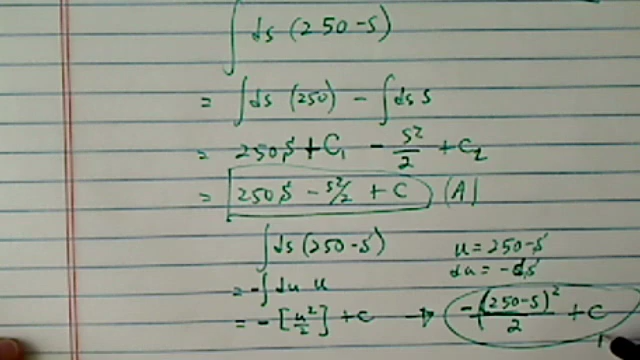 ∫ ds (250 - s)
= ∫ ds (250) - ∫ ds s
= 250s + C₁ - s²/2 + C₂
= 250s - s²/2 + C (A)
∫ ds (250 - s) u = 250 - s
= - ∫ du u du = - ds
= - [u²/2] + C → -(250 - s)²/2 + C